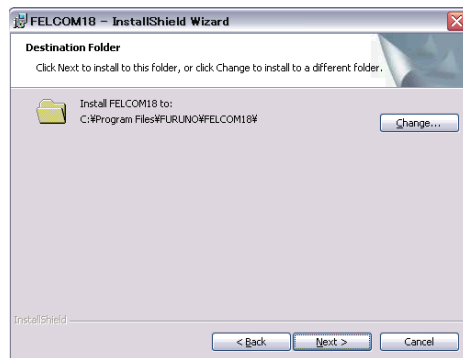 FELCOM18 - InstallShield Wizard
Destination Folder
Click Next to install to this folder, or click Change to install to a different folder.
Install FELCOM18 to:
C:¥Program Files¥FURUNO¥FELCOM18¥
Change...
InstallShield
< Back
Next >
Cancel